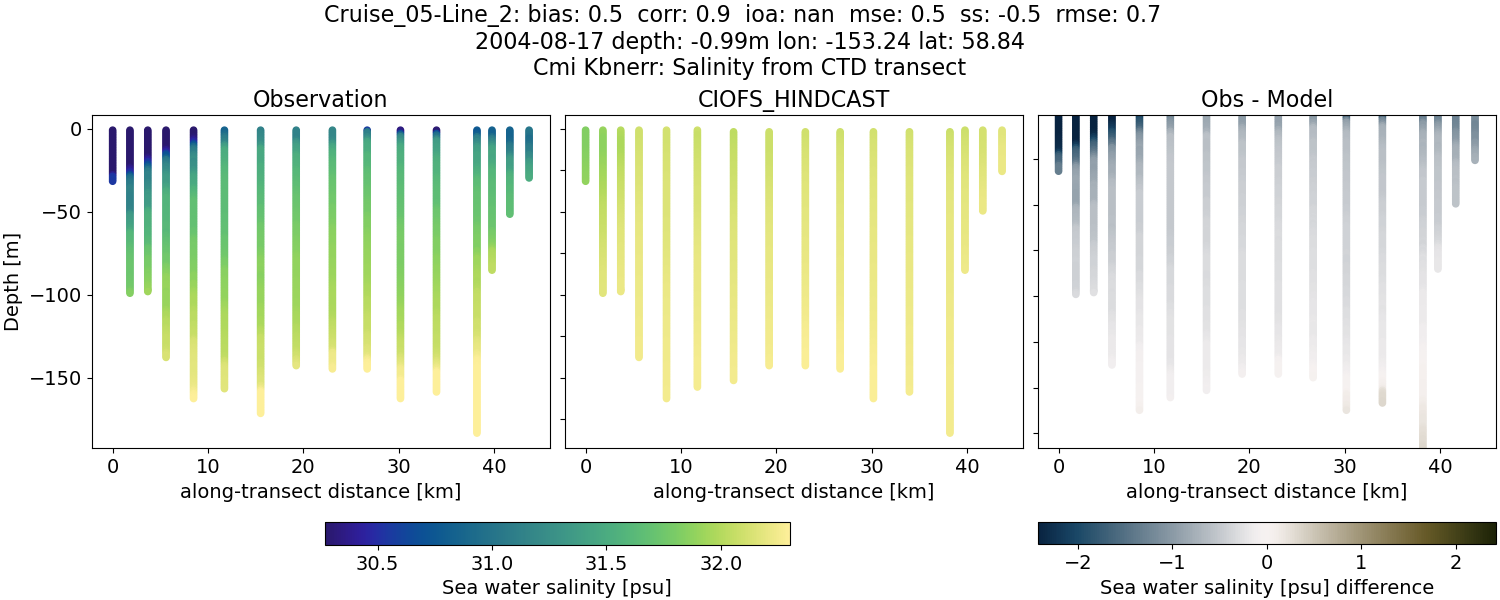 Cruise_05-Line_2: bias: 0.5  corr: 0.9  ioa: nan  mse: 0.5  ss: -0.5  rmse: 0.7
2004-08-17 depth: -0.99m lon: -153.24 lat: 58.84
Cmi Kbnerr: Salinity from CTD transect
Observation
CIOFS_HINDCAST
Obs - Model
Depth [m]
0
−50
−100
−150
0 10 20 30 40
0 10 20 30 40
0 10 20 30 40
along-transect distance [km]
along-transect distance [km]
along-transect distance [km]
30.5 31.0 31.5 32.0
Sea water salinity [psu]
−2 −1 0 1 2
Sea water salinity [psu] difference